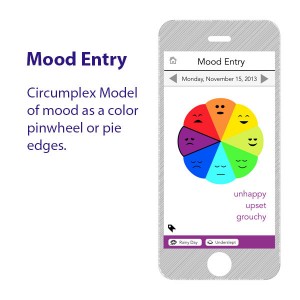 Mood Entry
Circumplex Model
of mood as a color
pinwheel or pie
edges.
Mood Entry
Monday, November 15, 2013
unhappy
upset
grouchy
Rainy Day
Underslept